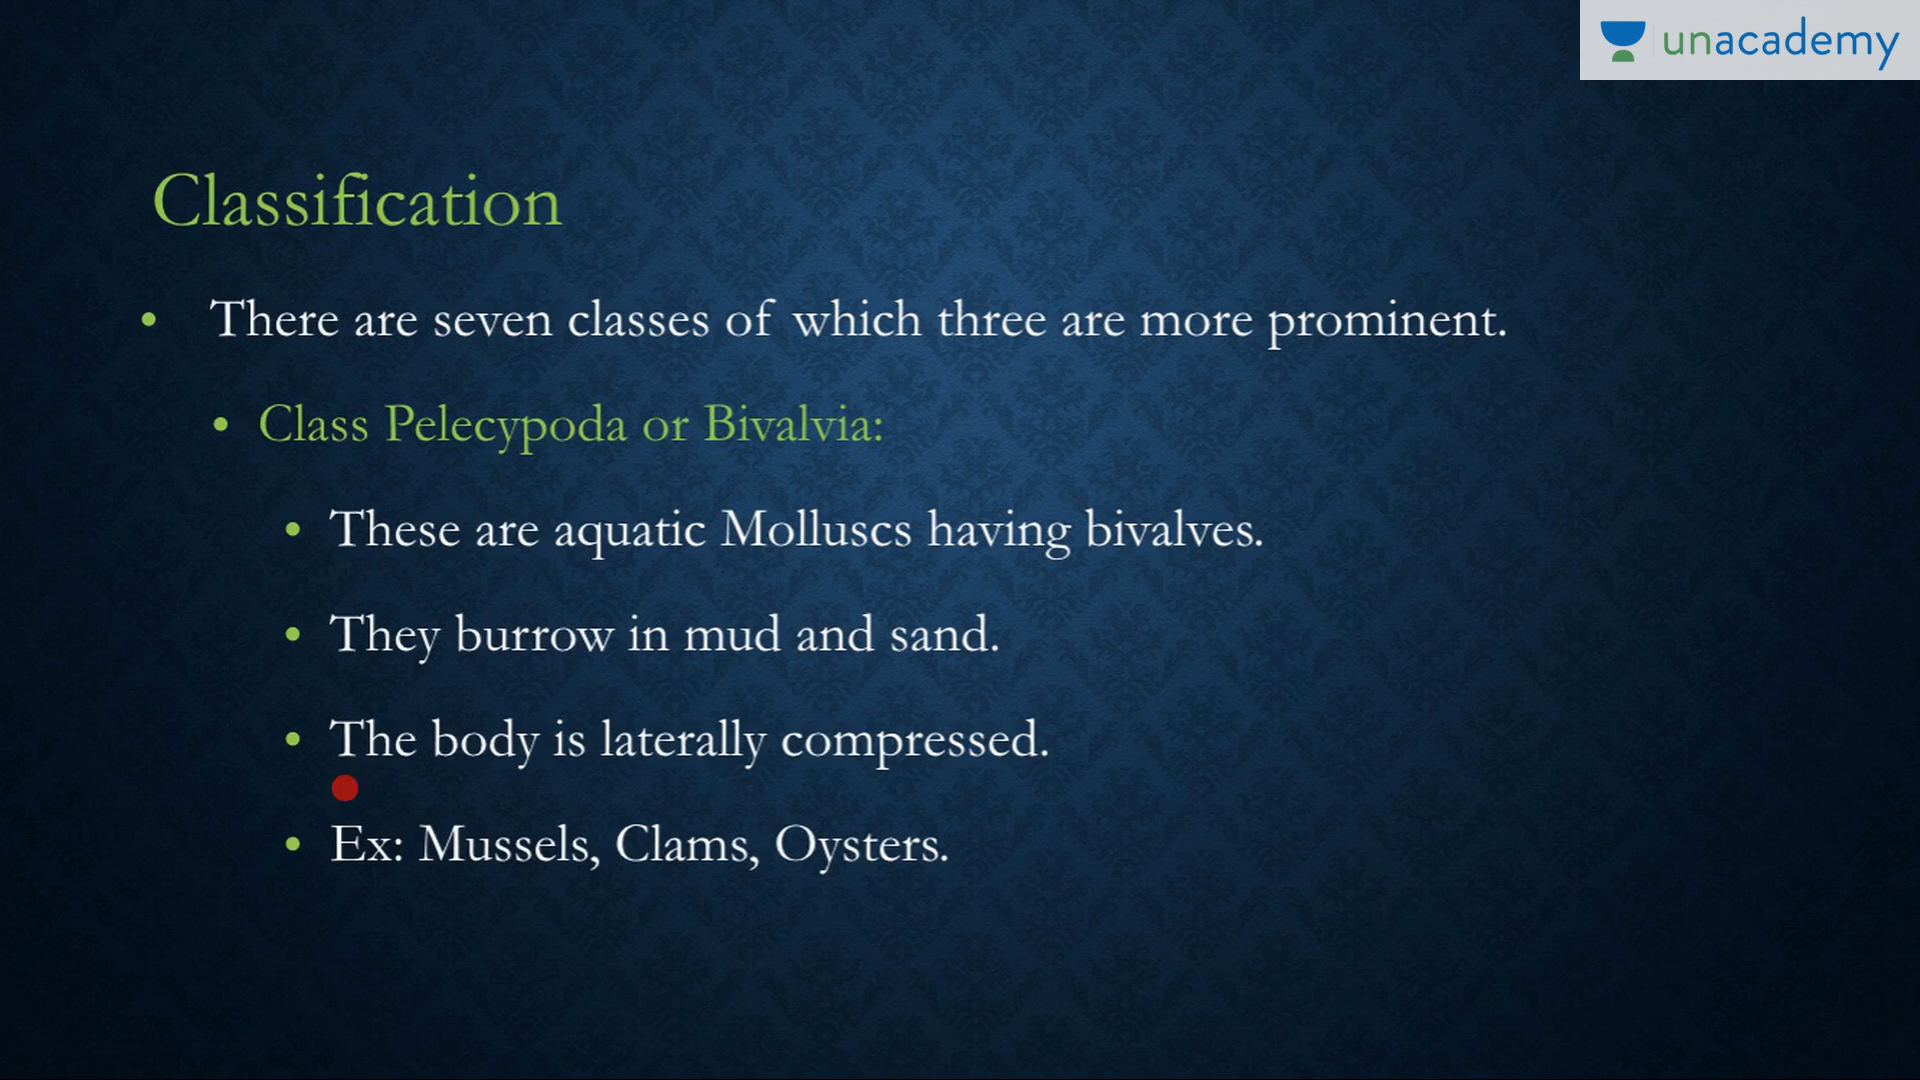 unacademy
Classification
• There are seven classes of which three are more prominent.
• Class Pelecypoda or Bivalvia:
• These are aquatic Molluscs having bivalves.
• They burrow in mud and sand.
• The body is laterally compressed.
• Ex: Mussels, Clams, Oysters.